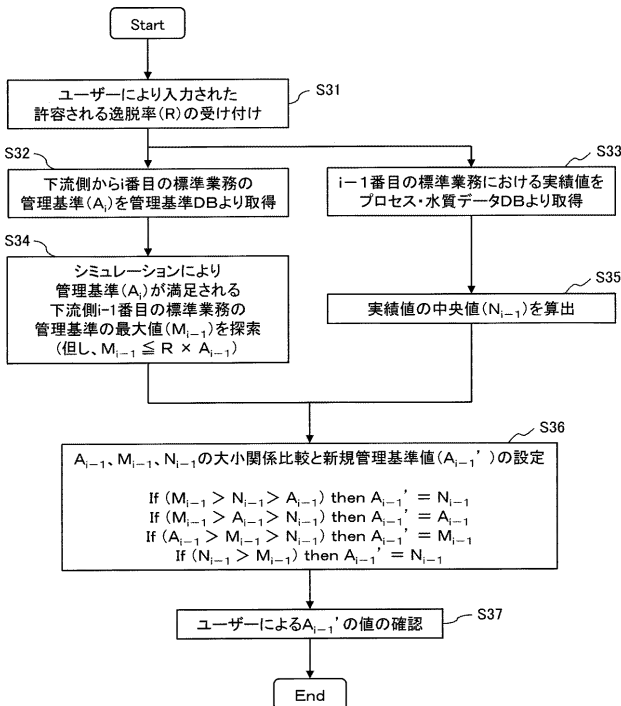 Start
S31
ユーザーにより入力された
許容される逸脱率(R)の受け付け
S32
下流側からi番目の標準業務の
管理基準(Aᵢ)を管理基準DBより取得
S33
i−1番目の標準業務における実績値を
プロセス・水質データDBより取得
S34
シミュレーションにより
管理基準(Aᵢ)が満足される
下流側i-1番目の標準業務の
管理基準の最大値(Mᵢ₋₁)を探索
(但し、Mᵢ₋₁ ≦ R × Aᵢ₋₁)
S35
実績値の中央値(Nᵢ₋₁)を算出
S36
Aᵢ₋₁、Mᵢ₋₁、Nᵢ₋₁の大小関係比較と新規管理基準値(Aᵢ₋₁')の設定
If (Mᵢ₋₁ > Nᵢ₋₁ > Aᵢ₋₁) then Aᵢ₋₁' = Nᵢ₋₁
If (Mᵢ₋₁ > Aᵢ₋₁ > Nᵢ₋₁) then Aᵢ₋₁' = Aᵢ₋₁
If (Aᵢ₋₁ > Mᵢ₋₁ > Nᵢ₋₁) then Aᵢ₋₁' = Mᵢ₋₁
If (Nᵢ₋₁ > Mᵢ₋₁) then Aᵢ₋₁' = Nᵢ₋₁
S37
ユーザーによるAᵢ₋₁'の値の確認
End